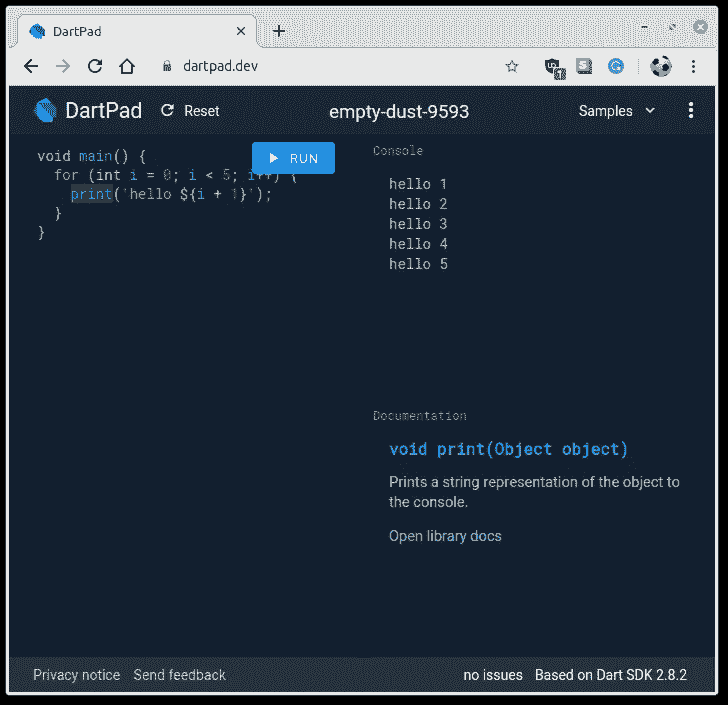 DartPad
dartpad.dev
DartPad Reset empty-dust-9593 Samples
void main() {
for (int i = 0; i < 5; i++) {
print('hello ${i + 1}');
}
}
RUN
Console
hello 1
hello 2
hello 3
hello 4
hello 5
Documentation
void print(Object object)
Prints a string representation of the object to
the console.
Open library docs
Privacy notice Send feedback no issues Based on Dart SDK 2.8.2